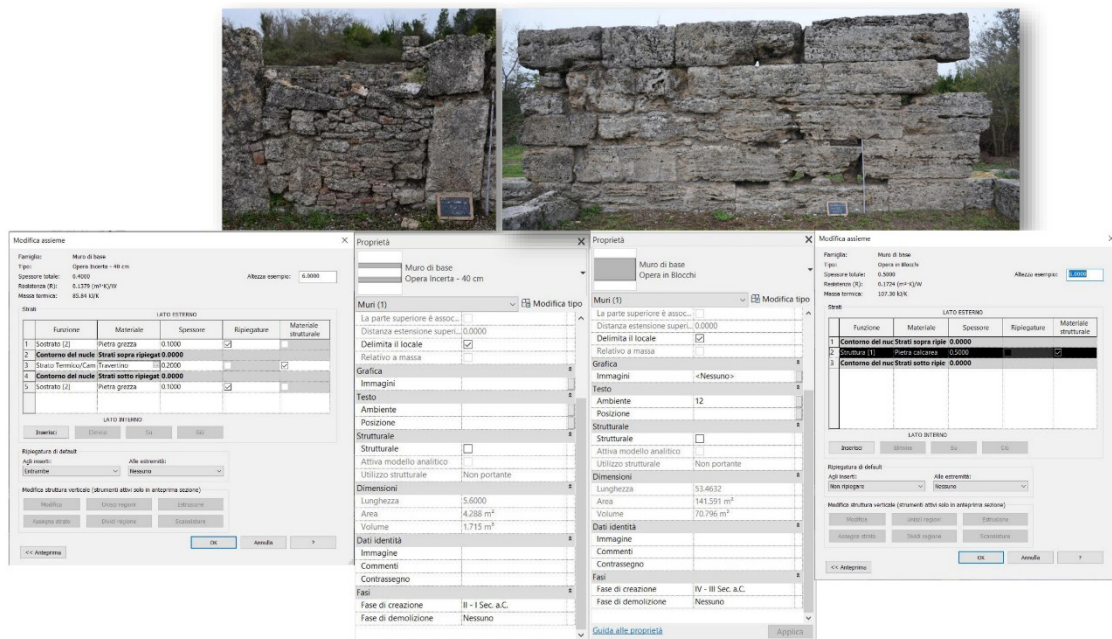 Modifica assieme
Famiglia: Muro di base
Tipo: Opera Incerta - 40 cm
Spessore totale: 0.4000 Altezza esempio: 6.0000
Resistenza (R): 0.1379 (m²·K)/W
Massa termica: 85.84 kJ/K
Strati
LATO ESTERNO
Funzione Materiale Spessore Ripiegature Materiale strutturale
1 Sostrato [2] Pietra grezza 0.1000
2 Contorno del nucle Strati sopra ripiegat 0.0000
3 Strato Termico/Cam Travertino 0.2000
4 Contorno del nucle Strati sotto ripiegat 0.0000
5 Sostrato [2] Pietra grezza 0.1000
LATO INTERNO
Inserisci Elimina Su Giù
Ripiegatura di default
Agli inserti: Alle estremità:
Entrambe Nessuno
Modifica struttura verticale (strumenti attivi solo in anteprima sezione)
Modifica Unisci regioni Estrusione
Assegna strato Dividi regione Scanalature
OK Annulla ?
<< Anteprima
Proprietà
Muro di base
Opera Incerta - 40 cm
Muri (1) Modifica tipo
La parte superiore è assoc...
Distanza estensione superi... 0.0000
Delimita il locale
Relativo a massa
Grafica
Immagini
Testo
Ambiente
Posizione
Strutturale
Strutturale
Attiva modello analitico
Utilizzo strutturale Non portante
Dimensioni
Lunghezza 5.6000
Area 4.288 m²
Volume 1.715 m³
Dati identità
Immagine
Commenti
Contrassegno
Fasi
Fase di creazione II - I Sec. a.C.
Fase di demolizione Nessuno
Proprietà
Muro di base
Opera in Blocchi
Muri (1) Modifica tipo
La parte superiore è assoc...
Distanza estensione superi... 0.0000
Delimita il locale
Relativo a massa
Grafica
Immagini <Nessuno>
Testo
Ambiente 12
Posizione
Strutturale
Strutturale
Attiva modello analitico
Utilizzo strutturale Non portante
Dimensioni
Lunghezza 53.4632
Area 141.591 m²
Volume 70.796 m³
Dati identità
Immagine
Commenti
Contrassegno
Fasi
Fase di creazione IV - III Sec. a.C.
Fase di demolizione Nessuno
Guida alle proprietà Applica
Modifica assieme
Famiglia: Muro di base
Tipo: Opera in Blocchi
Spessore totale: 0.5000 Altezza esempio:
Resistenza (R): 0.1724 (m²·K)/W
Massa termica: 107.30 kJ/K
Strati
LATO ESTERNO
Funzione Materiale Spessore Ripiegature Materiale strutturale
1 Contorno del nuc Strati sopra ripie 0.0000
2 Struttura [1] Pietra calcarea 0.5000
3 Contorno del nuc Strati sotto ripie 0.0000
LATO INTERNO
Inserisci Elimina Su Giù
Ripiegatura di default
Agli inserti: Alle estremità:
Non ripiegare Nessuno
Modifica struttura verticale (strumenti attivi solo in anteprima sezione)
Modifica Unisci regioni Estrusione
Assegna strato Dividi regione Scanalature
OK Annulla ?
<< Anteprima